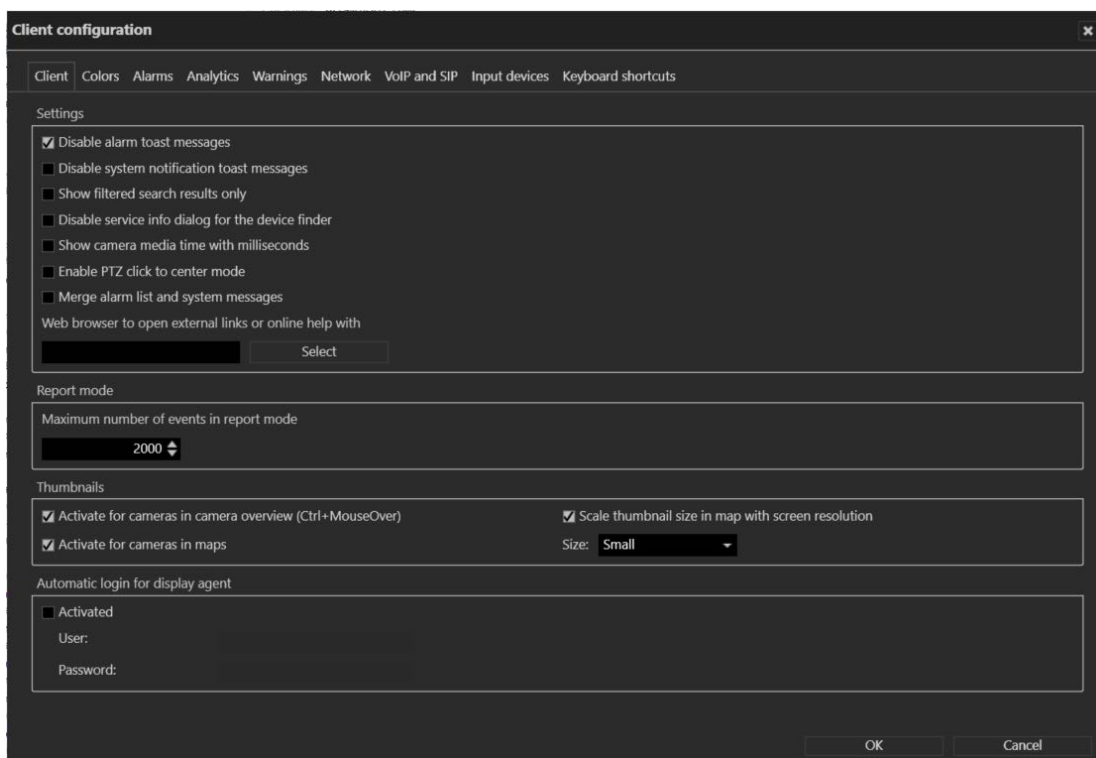 Client configuration
Client Colors Alarms Analytics Warnings Network VoIP and SIP Input devices Keyboard shortcuts
Settings
Disable alarm toast messages
Disable system notification toast messages
Show filtered search results only
Disable service info dialog for the device finder
Show camera media time with milliseconds
Enable PTZ click to center mode
Merge alarm list and system messages
Web browser to open external links or online help with
Select
Report mode
Maximum number of events in report mode
2000
Thumbnails
Activate for cameras in camera overview (Ctrl+MouseOver) Scale thumbnail size in map with screen resolution
Activate for cameras in maps Size: Small
Automatic login for display agent
Activated
User:
Password:
OK Cancel